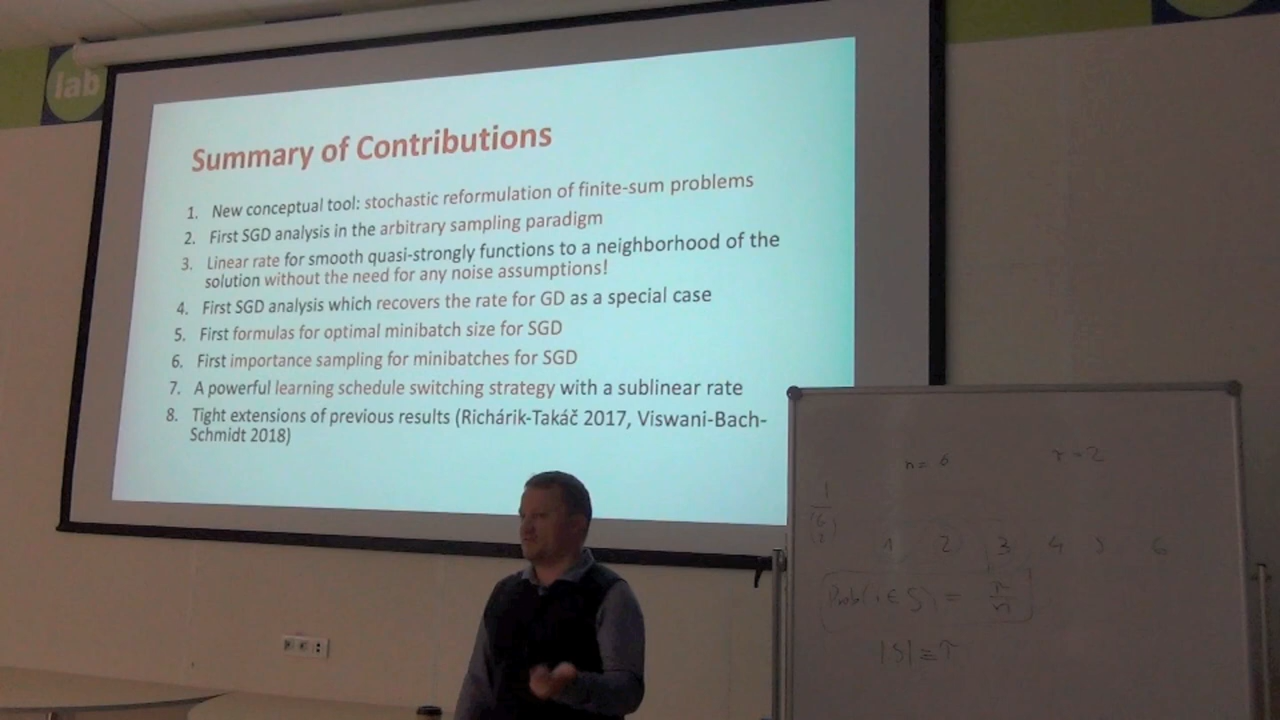 lab
Summary of Contributions
1. New conceptual tool: stochastic reformulation of finite-sum problems
2. First SGD analysis in the arbitrary sampling paradigm
3. Linear rate for smooth quasi-strongly functions to a neighborhood of the
solution without the need for any noise assumptions!
4. First SGD analysis which recovers the rate for GD as a special case
5. First formulas for optimal minibatch size for SGD
6. First importance sampling for minibatches for SGD
7. A powerful learning schedule switching strategy with a sublinear rate
8. Tight extensions of previous results (Richárik-Takáč 2017, Viswani-Bach-
Schmidt 2018)
n = 6
1 2 3 4 5 6
Prob(i ∈ S) =